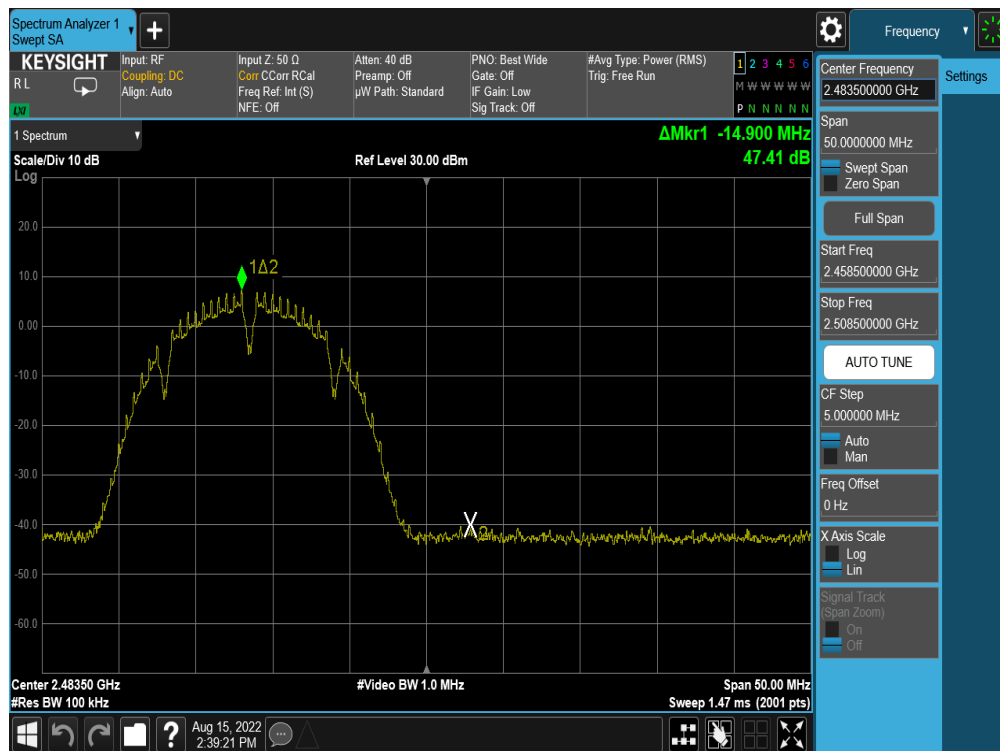 Spectrum Analyzer 1
Swept SA
Frequency
KEYSIGHT
R L
LXI
Input: RF
Coupling: DC
Align: Auto
Input Z: 50 Ω
Corr CCorr RCal
Freq Ref: Int (S)
NFE: Off
Atten: 40 dB
Preamp: Off
µW Path: Standard
PNO: Best Wide
Gate: Off
IF Gain: Low
Sig Track: Off
#Avg Type: Power (RMS)
Trig: Free Run
1 2 3 4 5 6
M W W W W W
P N N N N N
1 Spectrum
ΔMkr1 -14.900 MHz
47.41 dB
Scale/Div 10 dB
Ref Level 30.00 dBm
Log
20.0
10.0
0.00
-10.0
-20.0
-30.0
-40.0
-50.0
-60.0
1Δ2
X2
Center 2.48350 GHz
#Video BW 1.0 MHz
Span 50.00 MHz
#Res BW 100 kHz
Sweep 1.47 ms (2001 pts)
Aug 15, 2022
2:39:21 PM
Center Frequency
2.483500000 GHz
Settings
Span
50.0000000 MHz
Swept Span
Zero Span
Full Span
Start Freq
2.458500000 GHz
Stop Freq
2.508500000 GHz
AUTO TUNE
CF Step
5.000000 MHz
Auto
Man
Freq Offset
0 Hz
X Axis Scale
Log
Lin
Signal Track
(Span Zoom)
On
Off